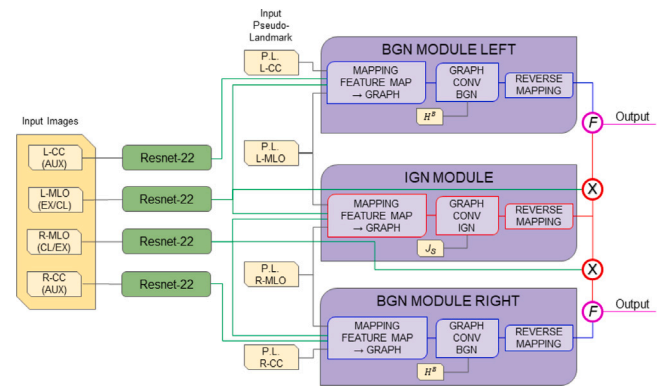 Input
Pseudo-
Landmark
BGN MODULE LEFT
P.L.
L-CC
MAPPING
FEATURE MAP
→ GRAPH
GRAPH
CONV
BGN
REVERSE
MAPPING
H^B
F
Output
Input Images
L-CC
(AUX)
Resnet-22
P.L.
L-MLO
L-MLO
(EX/CL)
Resnet-22
IGN MODULE
MAPPING
FEATURE MAP
→ GRAPH
GRAPH
CONV
IGN
REVERSE
MAPPING
J_S
X
R-MLO
(CL/EX)
Resnet-22
P.L.
R-MLO
X
R-CC
(AUX)
Resnet-22
BGN MODULE RIGHT
MAPPING
FEATURE MAP
→ GRAPH
GRAPH
CONV
BGN
REVERSE
MAPPING
H^B
F
Output
P.L.
R-CC